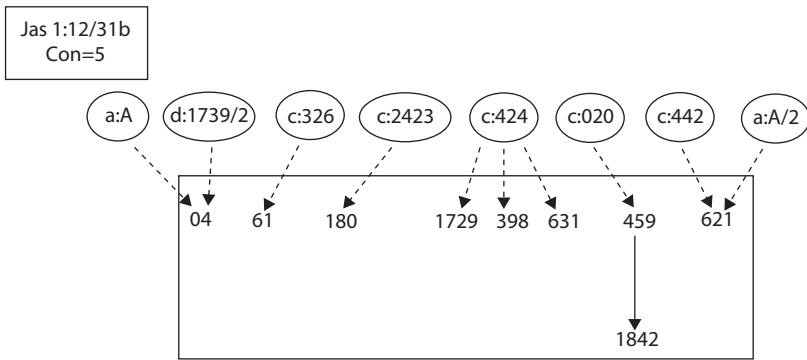 Jas 1:12/31b
Con=5
a:A d:1739/2 c:326 c:2423 c:424 c:020 c:442 a:A/2
04 61 180 1729 398 631 459 621
1842